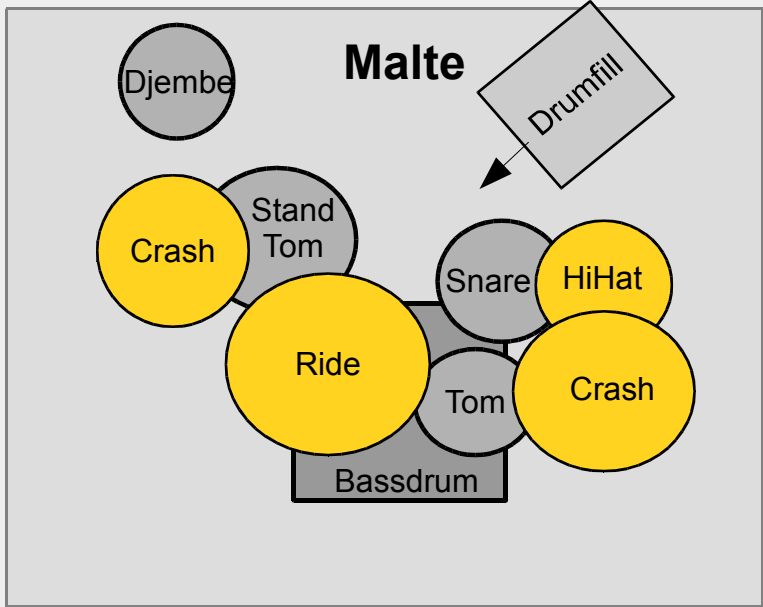 Malte
Drumfill
Djembe
Stand
Tom
Crash
Snare
HiHat
Ride
Tom
Crash
Bassdrum